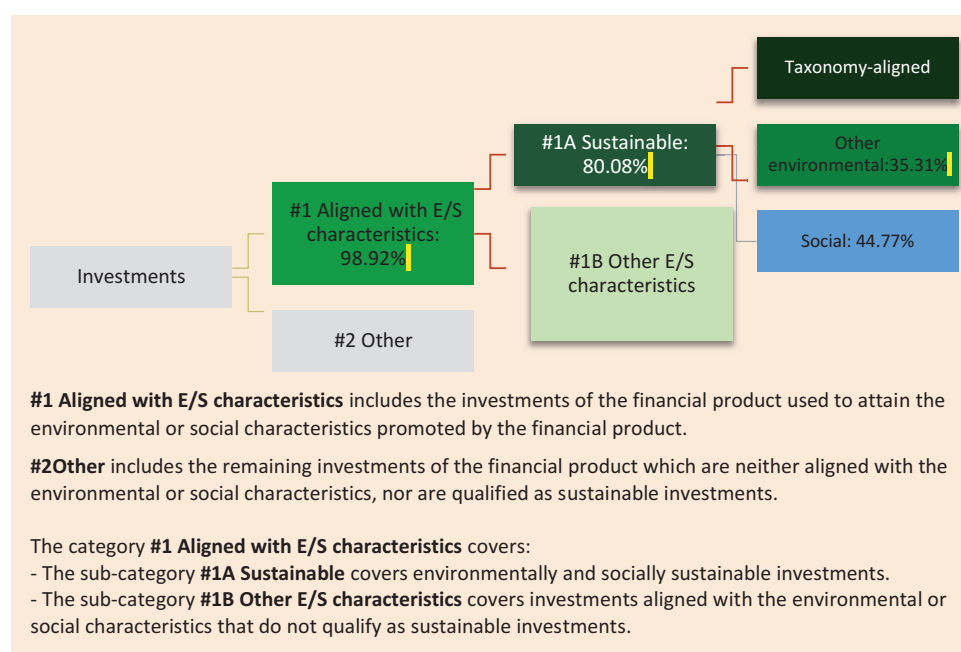 Taxonomy-aligned
#1A Sustainable:
80.08%
Other
environmental:35.31%
#1 Aligned with E/S
characteristics:
98.92%
Social: 44.77%
Investments
#1B Other E/S
characteristics
#2 Other
#1 Aligned with E/S characteristics includes the investments of the financial product used to attain the
environmental or social characteristics promoted by the financial product.
#2Other includes the remaining investments of the financial product which are neither aligned with the
environmental or social characteristics, nor are qualified as sustainable investments.
The category #1 Aligned with E/S characteristics covers:
- The sub-category #1A Sustainable covers environmentally and socially sustainable investments.
- The sub-category #1B Other E/S characteristics covers investments aligned with the environmental or
social characteristics that do not qualify as sustainable investments.